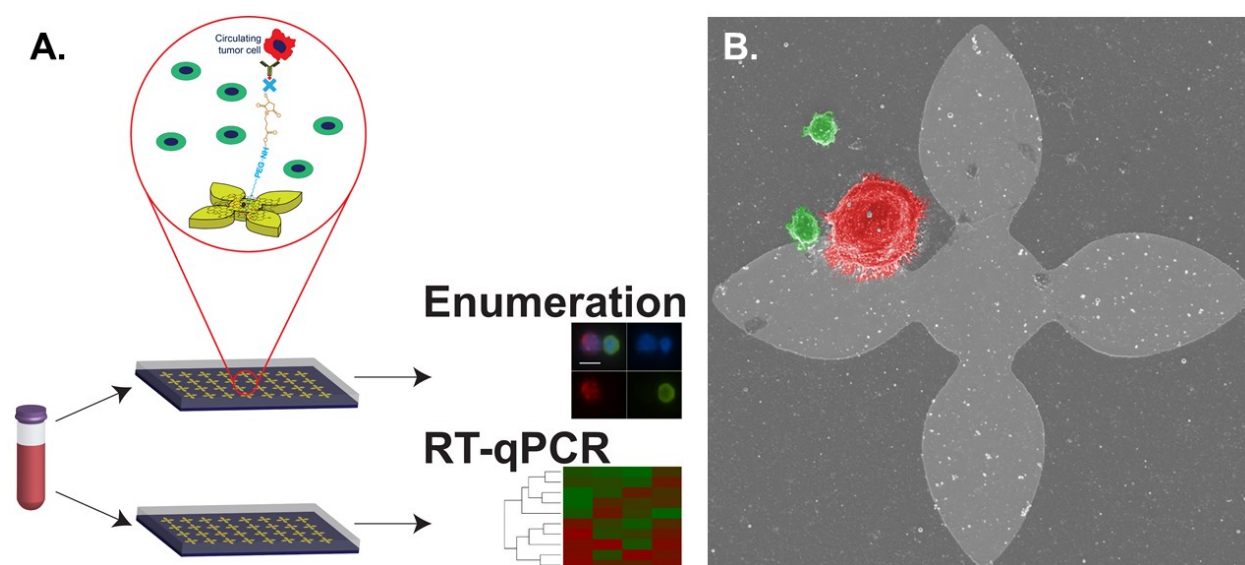 A.
Circulating
tumor cell
PEG-NH
Enumeration
RT-qPCR
B.